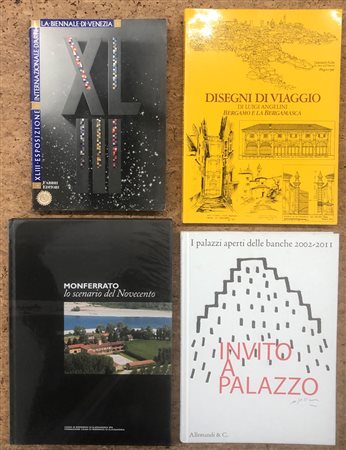 LA BIENNALE DI VENEZIA
XLIII ESPOSIZIONE
INTERNAZIONALE D'ARTE
XL
III
FABBRI
EDITORI
DISEGNI DI VIAGGIO
DI LUIGI ANGELINI
BERGAMO E LA BERGAMASCA
MONFERRATO
lo scenario del Novecento
I palazzi aperti delle banche 2002-2011
INVITO
A
PALAZZO
Allemandi & C.